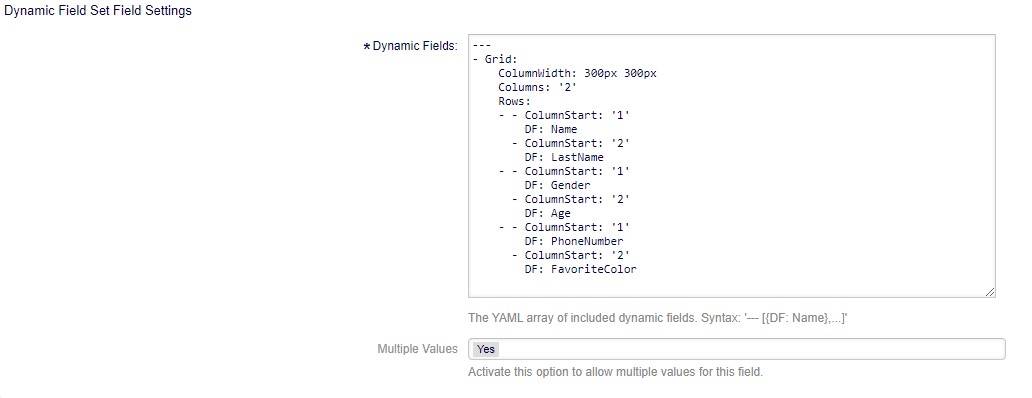 Dynamic Field Set Field Settings
* Dynamic Fields:
---
- Grid:
    ColumnWidth: 300px 300px
    Columns: '2'
    Rows:
    - - ColumnStart: '1'
        DF: Name
      - ColumnStart: '2'
        DF: LastName
    - - ColumnStart: '1'
        DF: Gender
      - ColumnStart: '2'
        DF: Age
    - - ColumnStart: '1'
        DF: PhoneNumber
      - ColumnStart: '2'
        DF: FavoriteColor
The YAML array of included dynamic fields. Syntax: '--- [{DF: Name},...]'
Multiple Values
Yes
Activate this option to allow multiple values for this field.